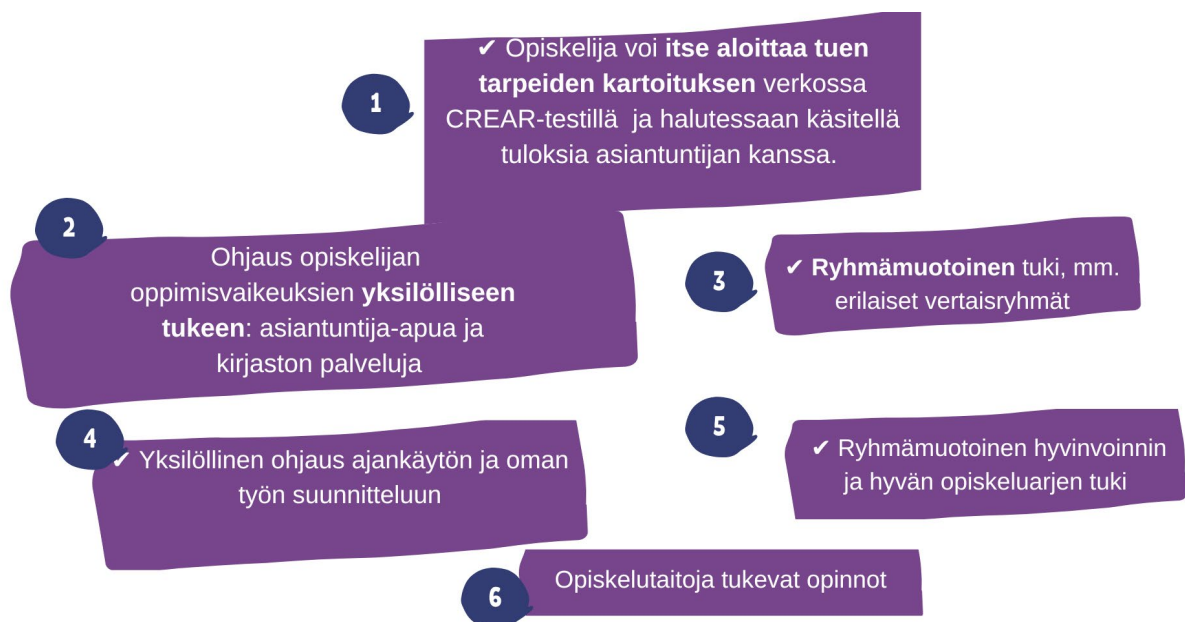 1
✔ Opiskelija voi itse aloittaa tuen
tarpeiden kartoituksen verkossa
CREAR-testillä ja halutessaan käsitellä
tuloksia asiantuntijan kanssa.
2
Ohjaus opiskelijan
oppimisvaikeuksien yksilölliseen
tukeen: asiantuntija-apua ja
kirjaston palveluja
3
✔ Ryhmämuotoinen tuki, mm.
erilaiset vertaisryhmät
4
✔ Yksilöllinen ohjaus ajankäytön ja oman
työn suunnitteluun
5
✔ Ryhmämuotoinen hyvinvoinnin
ja hyvän opiskeluarjen tuki
6
Opiskelutaitoja tukevat opinnot